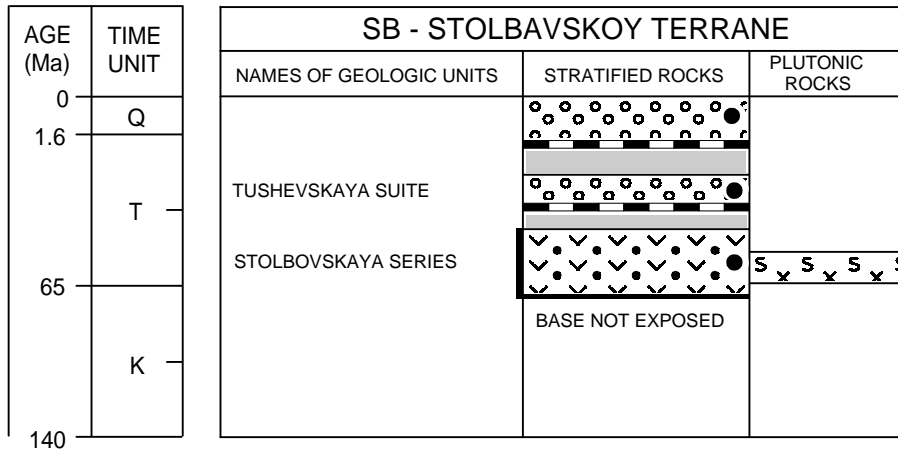 SB - STOLBAVSKOY TERRANE
AGE
(Ma)
TIME
UNIT
NAMES OF GEOLOGIC UNITS
STRATIFIED ROCKS
PLUTONIC
ROCKS
0
Q
1.6
TUSHEVSKAYA SUITE
T
STOLBOVSKAYA SERIES
S x S x S x S
65
BASE NOT EXPOSED
K
140